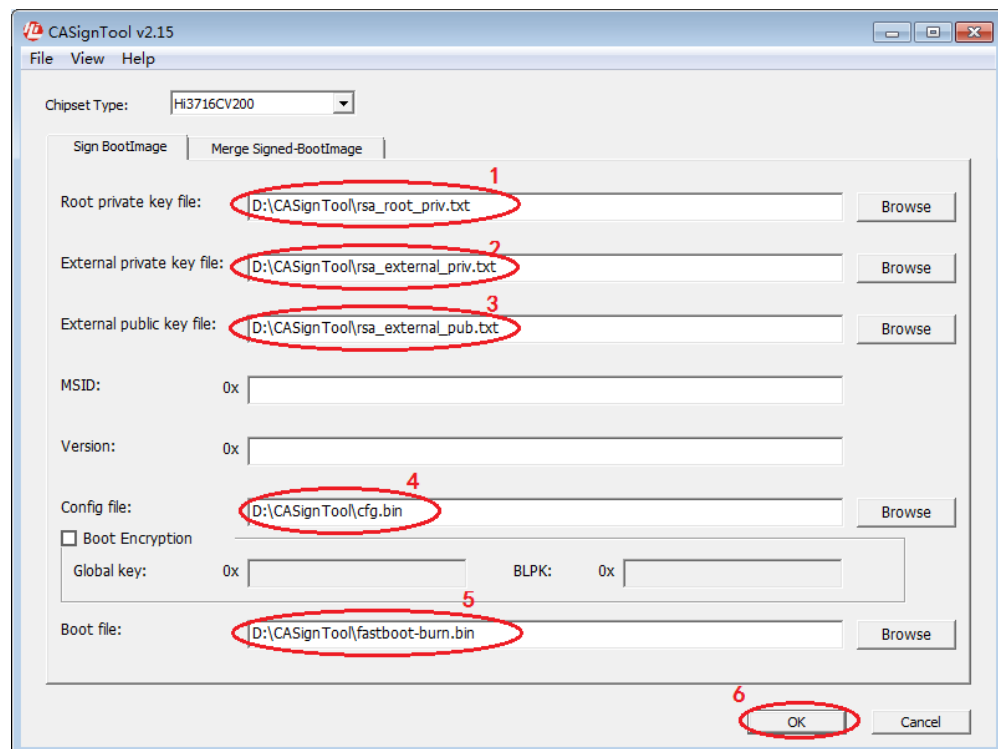 CASignTool v2.15
File View Help
Chipset Type: Hi3716CV200
Sign BootImage Merge Signed-BootImage
1
Root private key file: D:\CASignTool\rsa_root_priv.txt Browse
2
External private key file: D:\CASignTool\rsa_external_priv.txt Browse
3
External public key file: D:\CASignTool\rsa_external_pub.txt Browse
MSID: 0x
Version: 0x
4
Config file: D:\CASignTool\cfg.bin Browse
Boot Encryption
Global key: 0x BLPK: 0x
5
Boot file: D:\CASignTool\fastboot-burn.bin Browse
6
OK Cancel